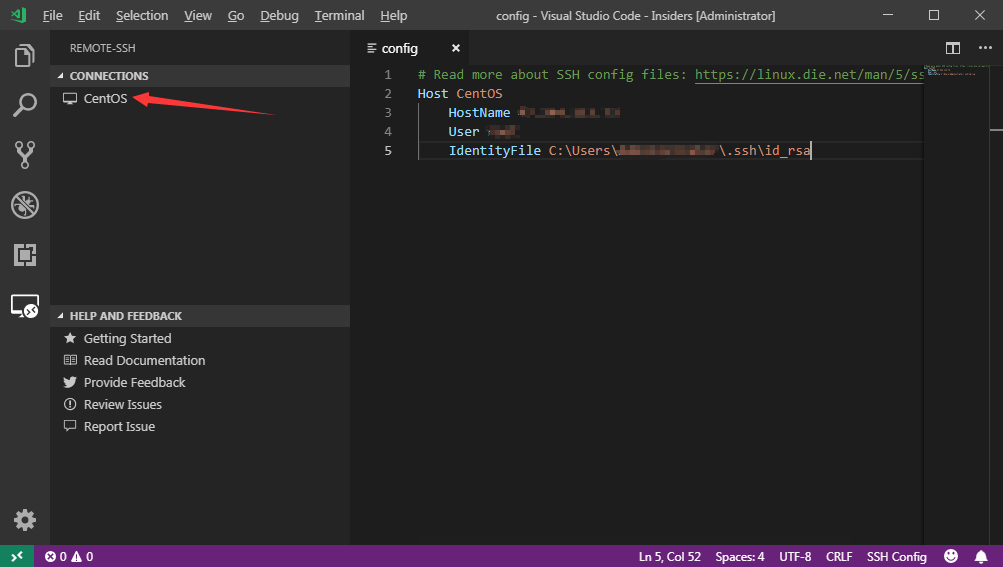 File Edit Selection View Go Debug Terminal Help config - Visual Studio Code - Insiders [Administrator]
REMOTE-SSH
CONNECTIONS
CentOS
HELP AND FEEDBACK
Getting Started
Read Documentation
Provide Feedback
Review Issues
Report Issue
config
1 # Read more about SSH config files: https://linux.die.net/man/5/ss
2 Host CentOS
3 HostName
4 User
5 IdentityFile C:\Users\ \.ssh\id_rsa
0 0 Ln 5, Col 52 Spaces: 4 UTF-8 CRLF SSH Config